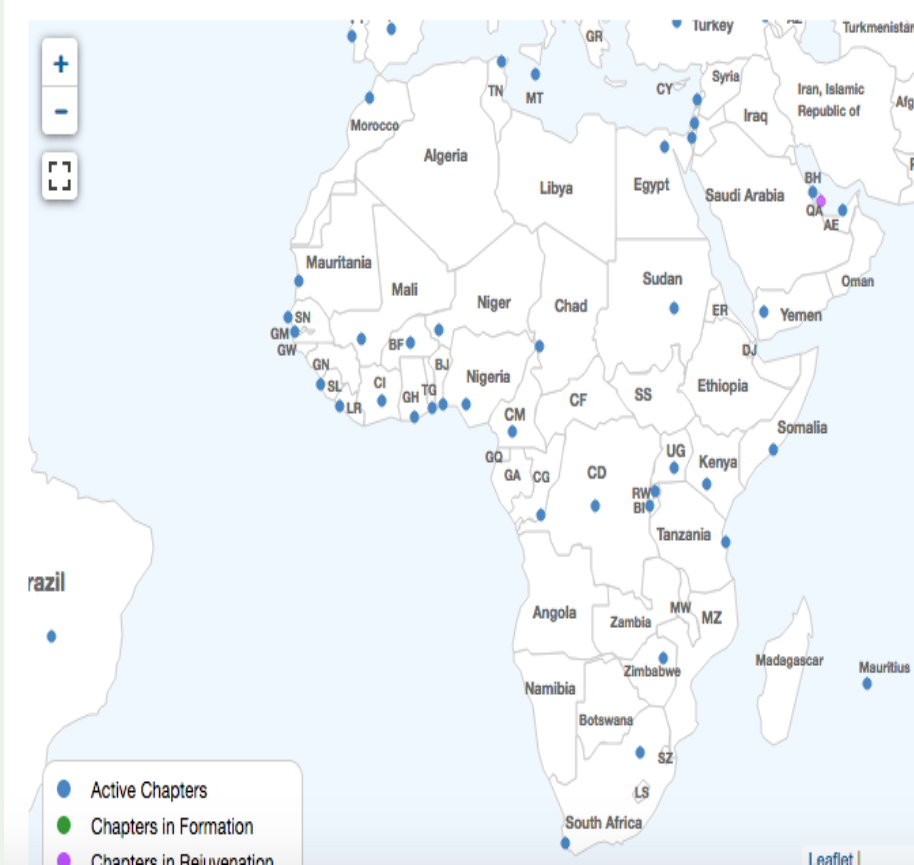 +
−
Turkey
AZ
Turkmenistan
GR
Syria
CY
TN
MT
Iran, Islamic
Republic of
Afg
Iraq
Morocco
Algeria
Libya
Egypt
Saudi Arabia
BH
QA
AE
Oman
Mauritania
Mali
Niger
Chad
Sudan
ER
Yemen
SN
GM
GW
BF
DJ
GN
BJ
Nigeria
SL
CI
TG
GH
LR
CM
CF
SS
Ethiopia
Somalia
GQ
GA
CG
CD
UG
Kenya
RW
BI
Tanzania
razil
Angola
Zambia
MW
MZ
Zimbabwe
Madagascar
Mauritius
Namibia
Botswana
SZ
LS
South Africa
Active Chapters
Chapters in Formation
Chapters in Rejuvenation
Leaflet |